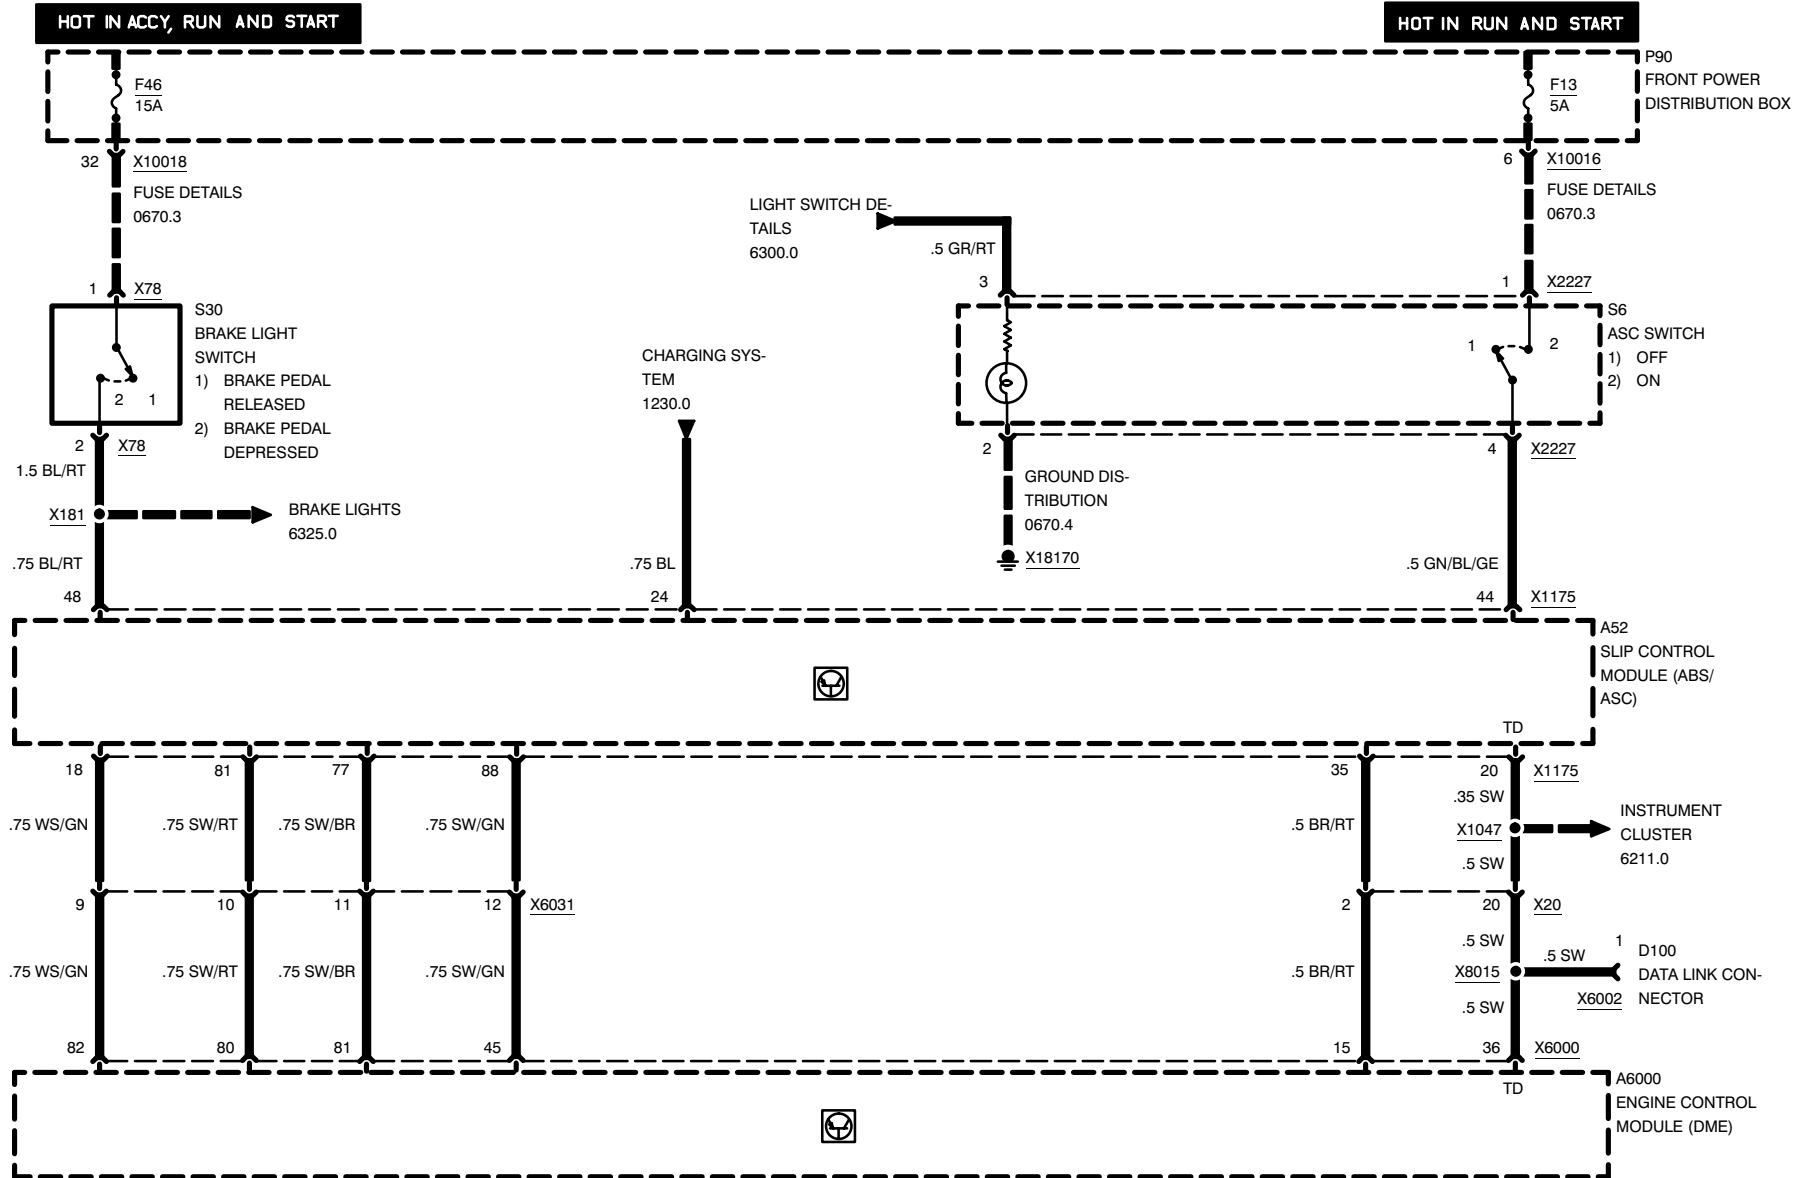 HOT IN ACCY, RUN AND START
HOT IN RUN AND START
F46
15A
F13
5A
P90
FRONT POWER
DISTRIBUTION BOX
32
X10018
FUSE DETAILS
0670.3
6
X10016
FUSE DETAILS
0670.3
LIGHT SWITCH DE-
TAILS
6300.0
.5 GR/RT
1
X78
3
1
X2227
S30
BRAKE LIGHT
SWITCH
1) BRAKE PEDAL
RELEASED
2) BRAKE PEDAL
DEPRESSED
2
1
S6
ASC SWITCH
1) OFF
2) ON
1
2
CHARGING SYS-
TEM
1230.0
2
X78
1.5 BL/RT
2
4
X2227
GROUND DIS-
TRIBUTION
0670.4
X18170
X181
BRAKE LIGHTS
6325.0
.75 BL/RT
.75 BL
.5 GN/BL/GE
48
24
44
X1175
A52
SLIP CONTROL
MODULE (ABS/
ASC)
TD
18
81
77
88
35
20
X1175
.35 SW
.75 WS/GN
.75 SW/RT
.75 SW/BR
.75 SW/GN
.5 BR/RT
X1047
INSTRUMENT
CLUSTER
6211.0
.5 SW
9
10
11
12
X6031
2
20
X20
.5 SW
.75 WS/GN
.75 SW/RT
.75 SW/BR
.75 SW/GN
.5 BR/RT
X8015
.5 SW
1
X6002
D100
DATA LINK CON-
NECTOR
.5 SW
82
80
81
45
15
36
X6000
TD
A6000
ENGINE CONTROL
MODULE (DME)